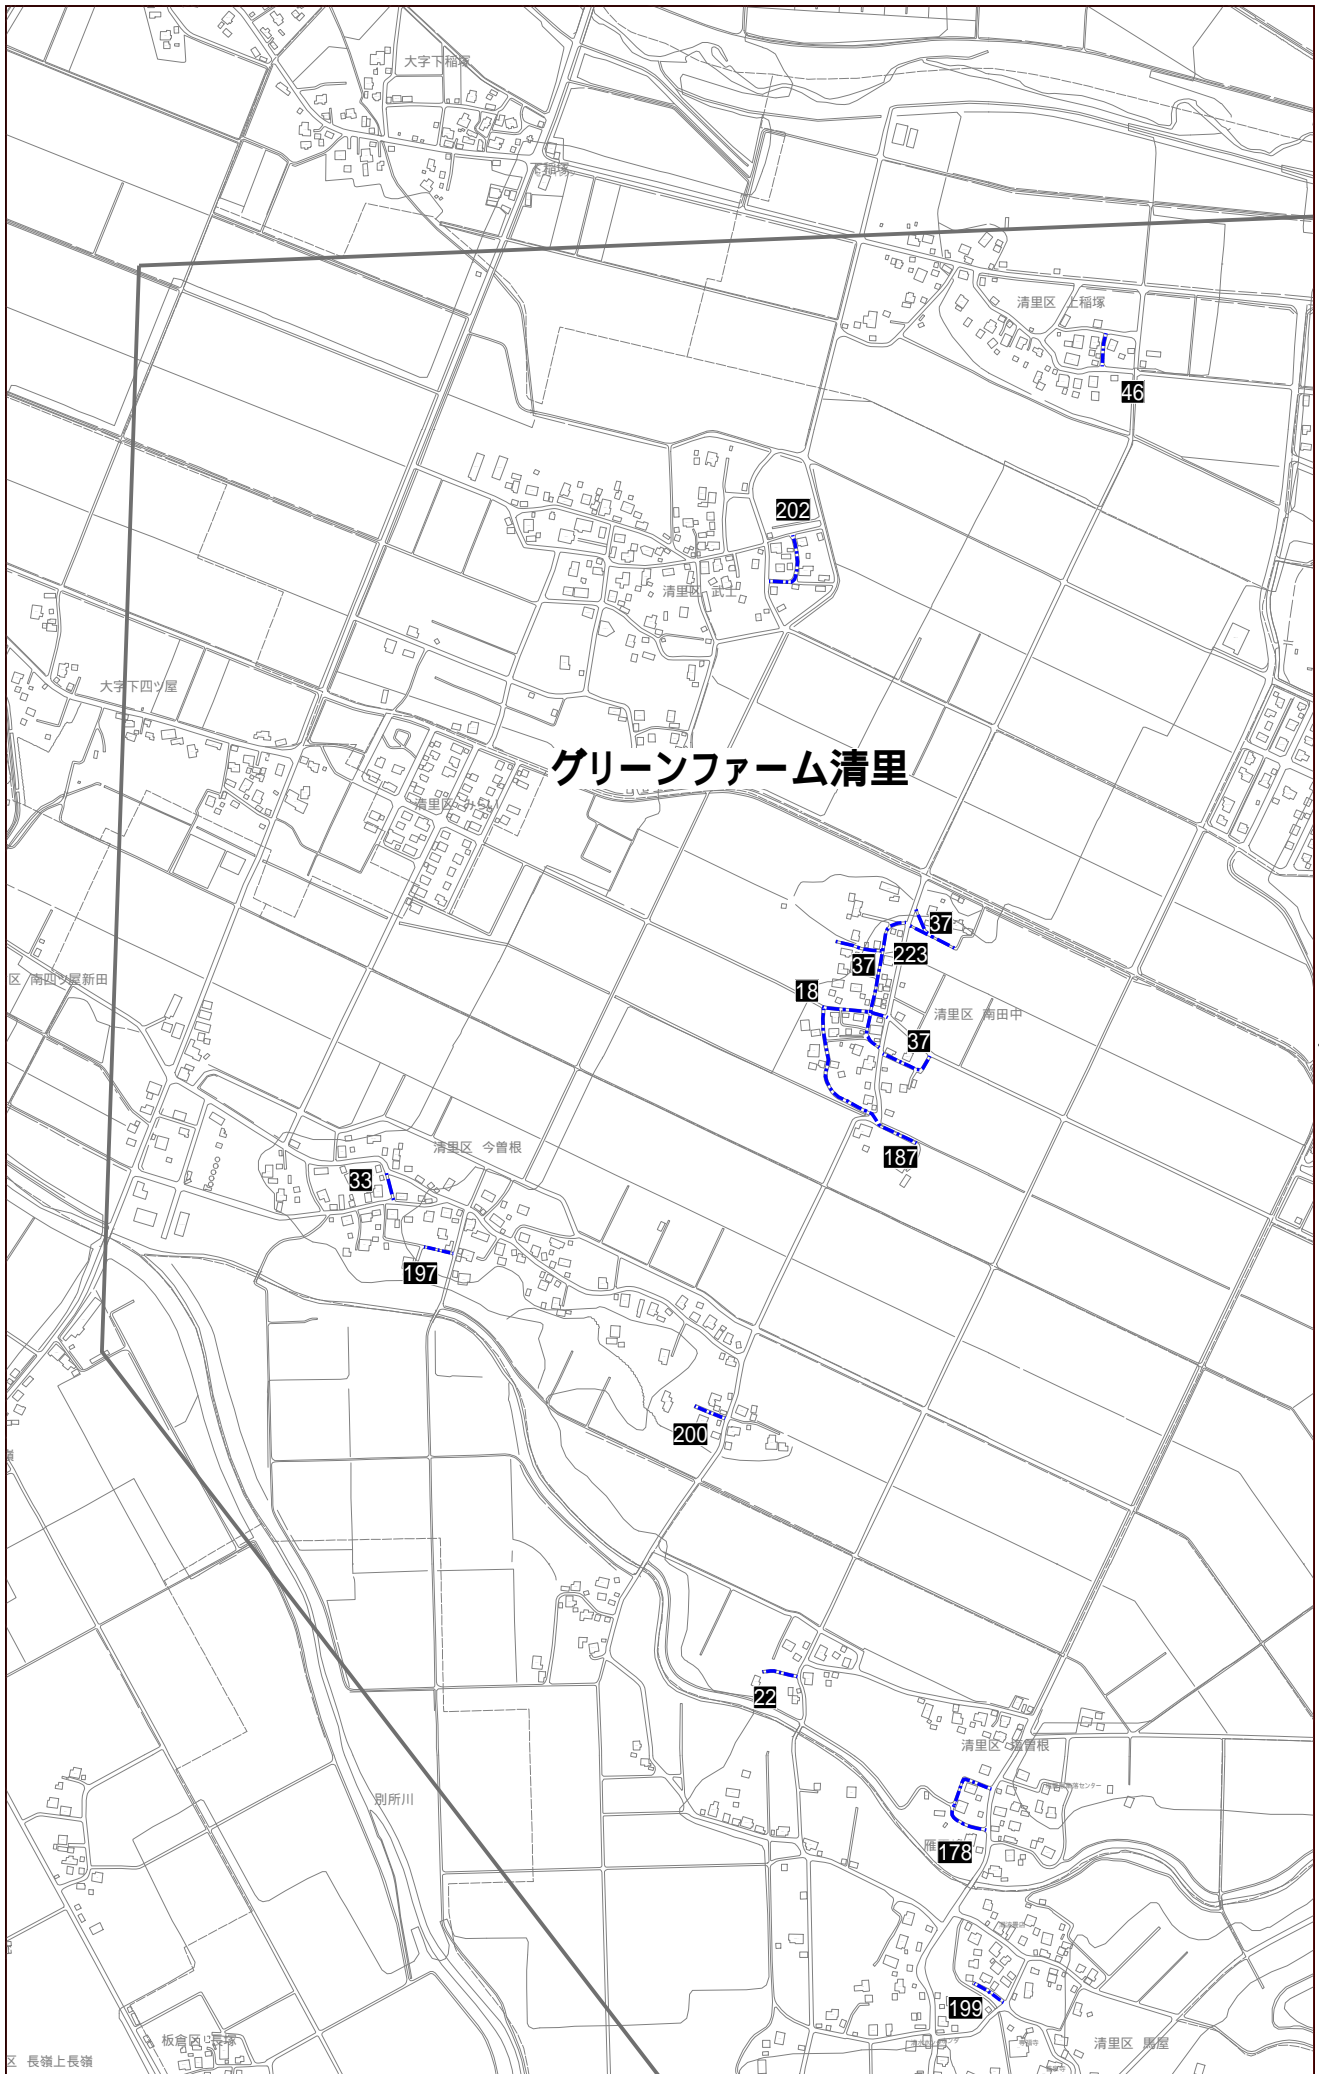 大字下稲塚
下稲塚
清里区 上稲塚
46
202
清里区 武士
大字下四ツ屋
グリーンファーム清里
清里区 みらい
37
223
37
区 南四ツ屋新田
18
清里区 南田中
37
清里区 今曽根
187
33
197
200
22
清里区 道曽根
別所川
178
199
板倉区 長塚
清里区 馬屋
区 長嶺上長嶺